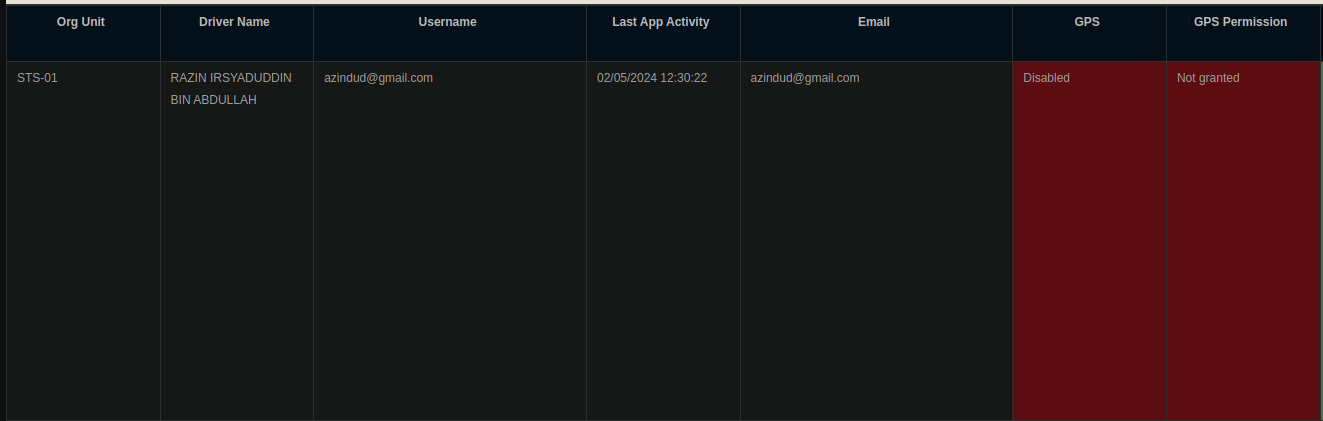 Org Unit Driver Name Username Last App Activity Email GPS GPS Permission
STS-01 RAZIN IRSYADUDDIN azindud@gmail.com 02/05/2024 12:30:22 azindud@gmail.com Disabled Not granted
BIN ABDULLAH